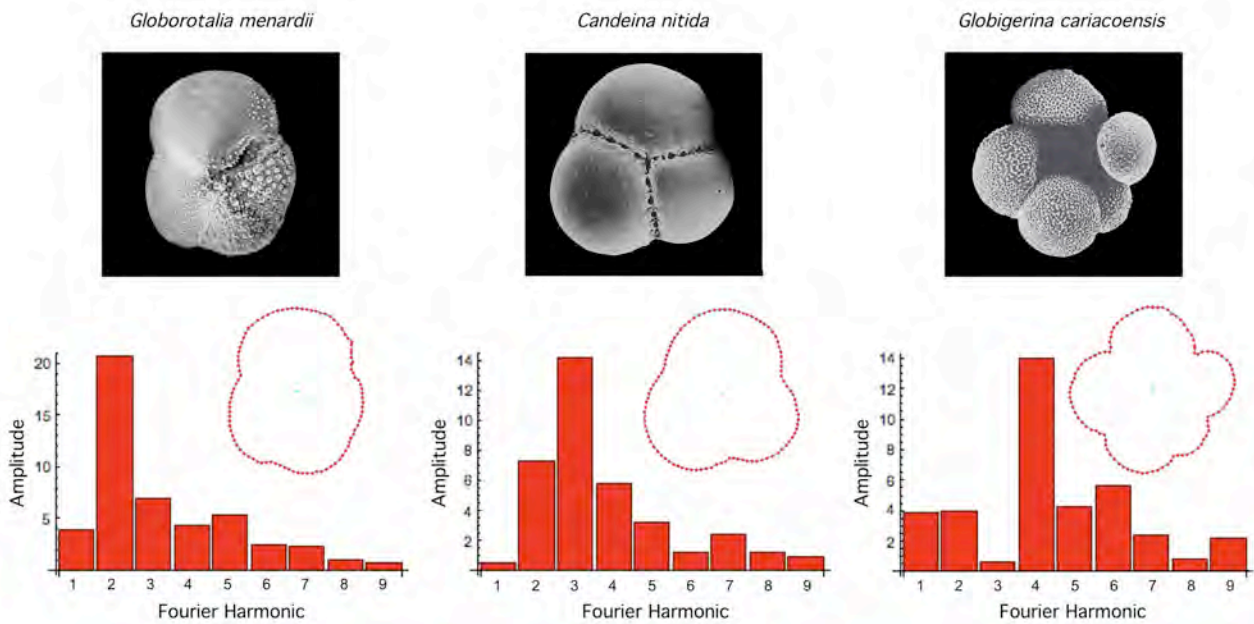 Globorotalia menardii
Candeina nitida
Globigerina cariacoensis
20
15
10
5
Amplitude
1 2 3 4 5 6 7 8 9
Fourier Harmonic
14
12
10
8
6
4
2
Amplitude
1 2 3 4 5 6 7 8 9
Fourier Harmonic
14
12
10
8
6
4
2
Amplitude
1 2 3 4 5 6 7 8 9
Fourier Harmonic